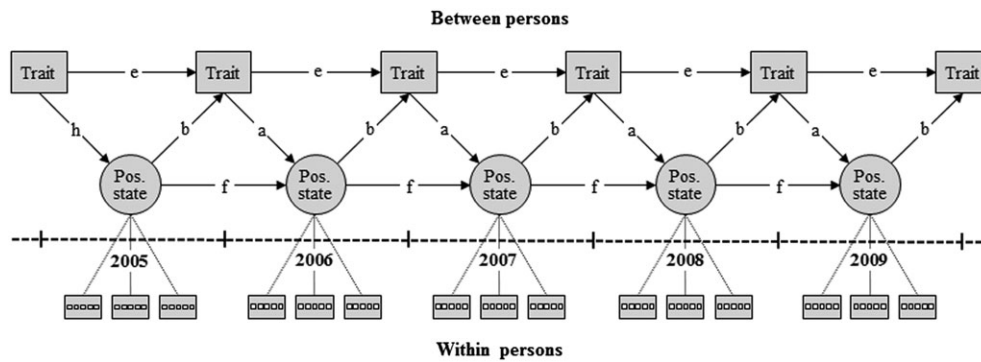 Between persons
Trait e Trait e Trait e Trait e Trait e Trait
h b a b a b a b a b
Pos. state f Pos. state f Pos. state f Pos. state f Pos. state
2005 2006 2007 2008 2009
Within persons